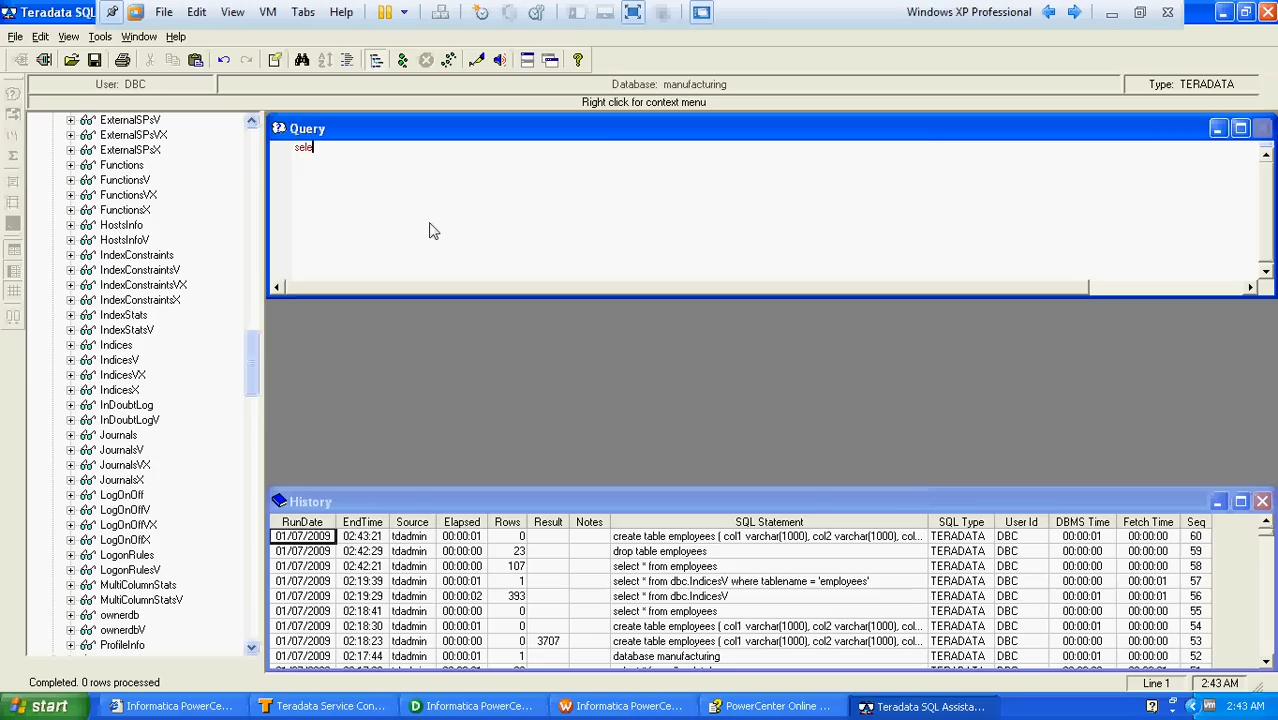 Teradata SQL File Edit View VM Tabs Help Windows XP Professional
File Edit View Tools Window Help
User: DBC Database: manufacturing Type: TERADATA
Right click for context menu
ExternalSPsV
ExternalSPsVX
ExternalSPsX
Functions
FunctionsV
FunctionsVX
FunctionsX
HostsInfo
HostsInfoV
IndexConstraints
IndexConstraintsV
IndexConstraintsVX
IndexConstraintsX
IndexStats
IndexStatsV
Indices
IndicesV
IndicesVX
IndicesX
InDoubtLog
InDoubtLogV
Journals
JournalsV
JournalsVX
JournalsX
LogOnOff
LogOnOffV
LogOnOffVX
LogOnOffX
LogonRules
LogonRulesV
MultiColumnStats
MultiColumnStatsV
ownerdb
ownerdbV
ProfileInfo
Query
sele
History
RunDate EndTime Source Elapsed Rows Result Notes SQL Statement SQL Type User Id DBMS Time Fetch Time Seq
01/07/2009 02:43:21 tdadmin 00:00:01 0 create table employees ( col1 varchar(1000), col2 varchar(1000), col... TERADATA DBC 00:00:01 00:00:00 60
01/07/2009 02:42:29 tdadmin 00:00:00 23 drop table employees TERADATA DBC 00:00:00 00:00:00 59
01/07/2009 02:42:21 tdadmin 00:00:00 107 select * from employees TERADATA DBC 00:00:00 00:00:00 58
01/07/2009 02:19:39 tdadmin 00:00:01 1 select * from dbc.IndicesV where tablename = 'employees' TERADATA DBC 00:00:01 00:00:00 57
01/07/2009 02:19:29 tdadmin 00:00:02 393 select * from dbc.IndicesV TERADATA DBC 00:00:01 00:00:01 56
01/07/2009 02:18:41 tdadmin 00:00:00 0 select * from employees TERADATA DBC 00:00:00 00:00:00 55
01/07/2009 02:18:30 tdadmin 00:00:01 0 create table employees ( col1 varchar(1000), col2 varchar(1000), col... TERADATA DBC 00:00:01 00:00:00 54
01/07/2009 02:18:23 tdadmin 00:00:00 0 3707 create table employees ( col1 varchar(1000), col2 varchar(1000), col... TERADATA DBC 00:00:00 00:00:00 53
01/07/2009 02:17:44 tdadmin 00:00:01 1 database manufacturing TERADATA DBC 00:00:01 00:00:00 52
Completed. 0 rows processed Line 1 2:43 AM
start Informatica PowerCe... Teradata Service Con... Informatica PowerCe... Informatica PowerCe... PowerCenter Online ... Teradata SQL Assista... 2:43 AM